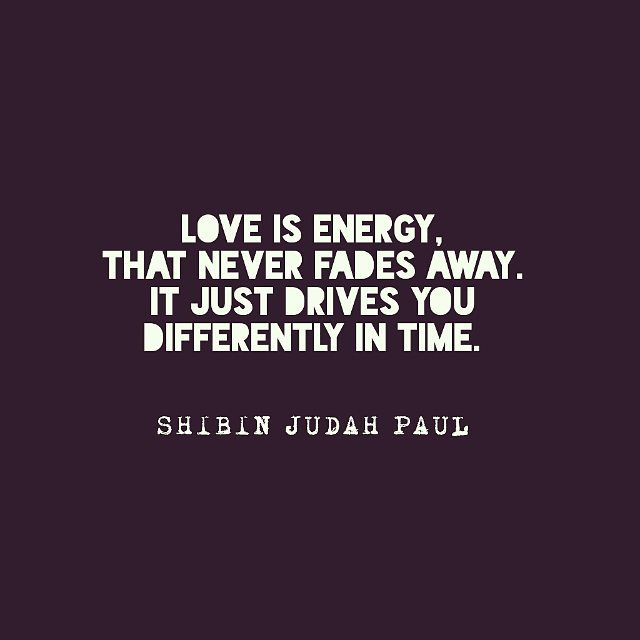 LOVE IS ENERGY,
THAT NEVER FADES AWAY.
IT JUST DRIVES YOU
DIFFERENTLY IN TIME.
SHIBIN JUDAH PAUL